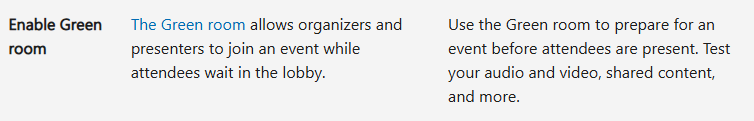 Enable Green
room
The Green room allows organizers and
presenters to join an event while
attendees wait in the lobby.
Use the Green room to prepare for an
event before attendees are present. Test
your audio and video, shared content,
and more.